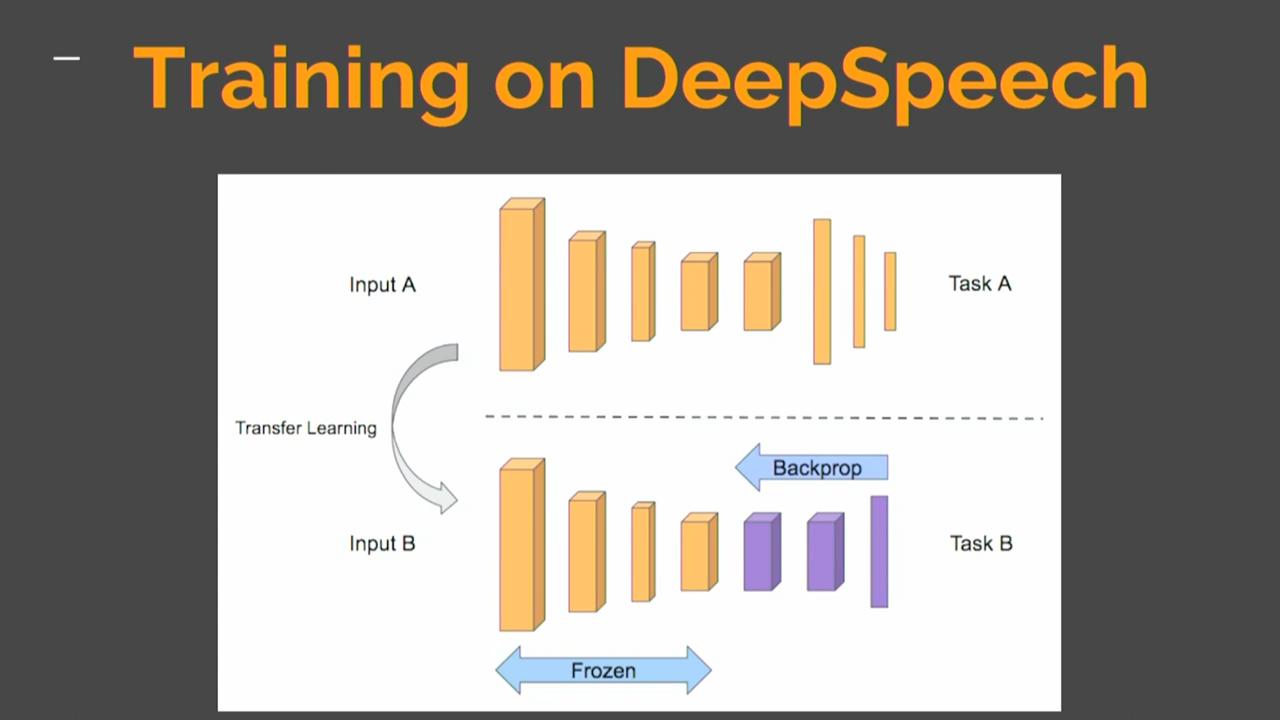 Training on DeepSpeech
Input A
Task A
Transfer Learning
Backprop
Input B
Task B
Frozen